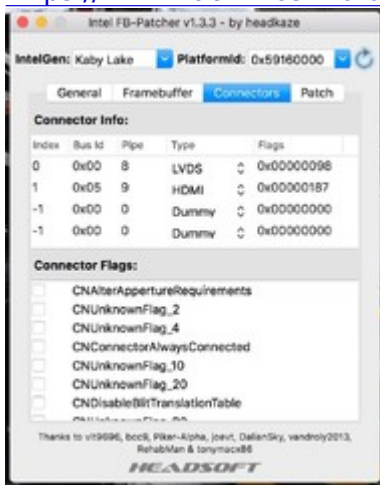 Intel FB-Patcher v1.3.3 - by headkaze
IntelGen: Kaby Lake PlatformId: 0x59160000
General Framebuffer Connectors Patch
Connector Info:
Index Bus Id Pipe Type Flags
0 0x00 8 LVDS 0x00000098
1 0x05 9 HDMI 0x00000187
-1 0x00 0 Dummy 0x00000000
-1 0x00 0 Dummy 0x00000000
Connector Flags:
CNAlterAppertureRequirements
CNUnknownFlag_2
CNUnknownFlag_4
CNConnectorAlwaysConnected
CNUnknownFlag_10
CNUnknownFlag_20
CNDisableBlitTranslationTable
Thanks to vit9696, bcc9, Piker-Alpha, joevt, DalianSky, vandroiy2013,
RehabMan & tonymacx86
HEADSOFT